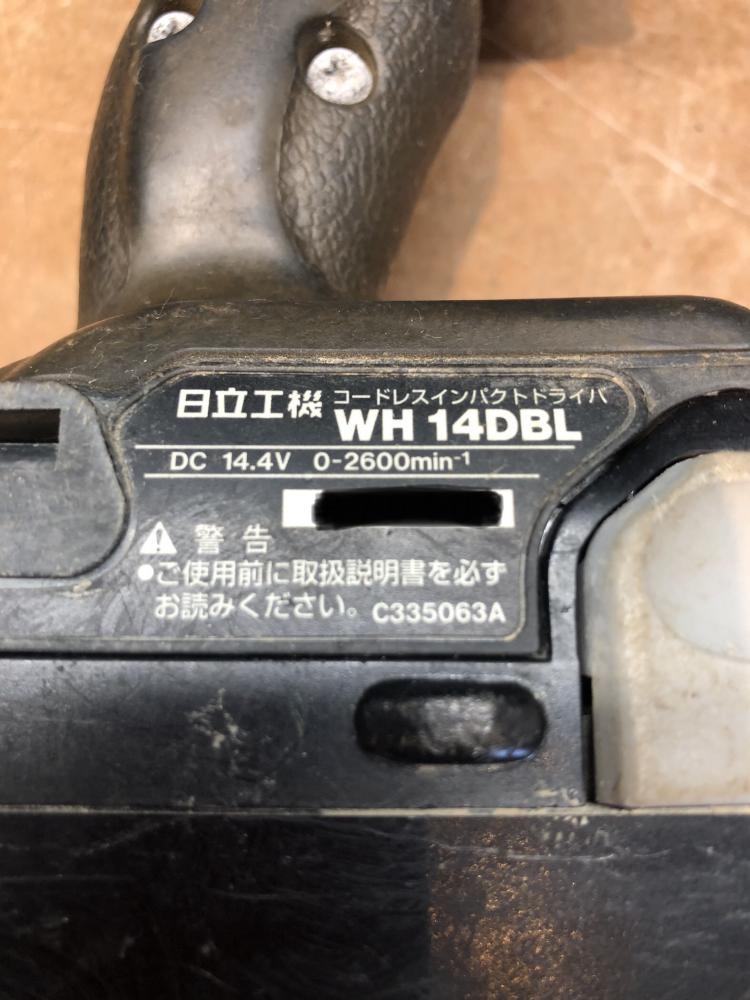 日立工機 コードレスインパクトドライバ
WH 14DBL
DC 14.4V 0-2600min-1
警告
●ご使用前に取扱説明書を必ず
お読みください。 C335063A